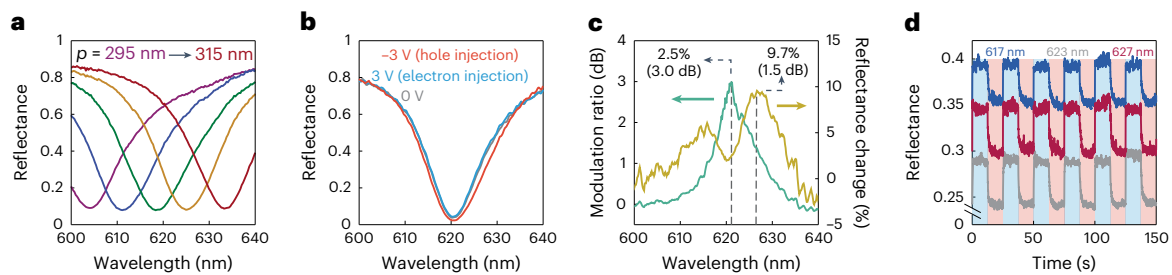 a
p = 295 nm → 315 nm
1.0
0.8
0.6
0.4
0.2
0
600
610
620
630
640
Reflectance
Wavelength (nm)
b
–3 V (hole injection)
3 V (electron injection)
0 V
1.0
0.8
0.6
0.4
0.2
0
600
610
620
630
640
Reflectance
Wavelength (nm)
c
2.5%
(3.0 dB)
9.7%
(1.5 dB)
4
3
2
1
0
15
10
5
0
–5
600
610
620
630
640
Modulation ratio (dB)
Reflectance change (%)
Wavelength (nm)
d
617 nm
623 nm
627 nm
0.4
0.35
0.3
0.25
0
0
50
100
150
Reflectance
Time (s)